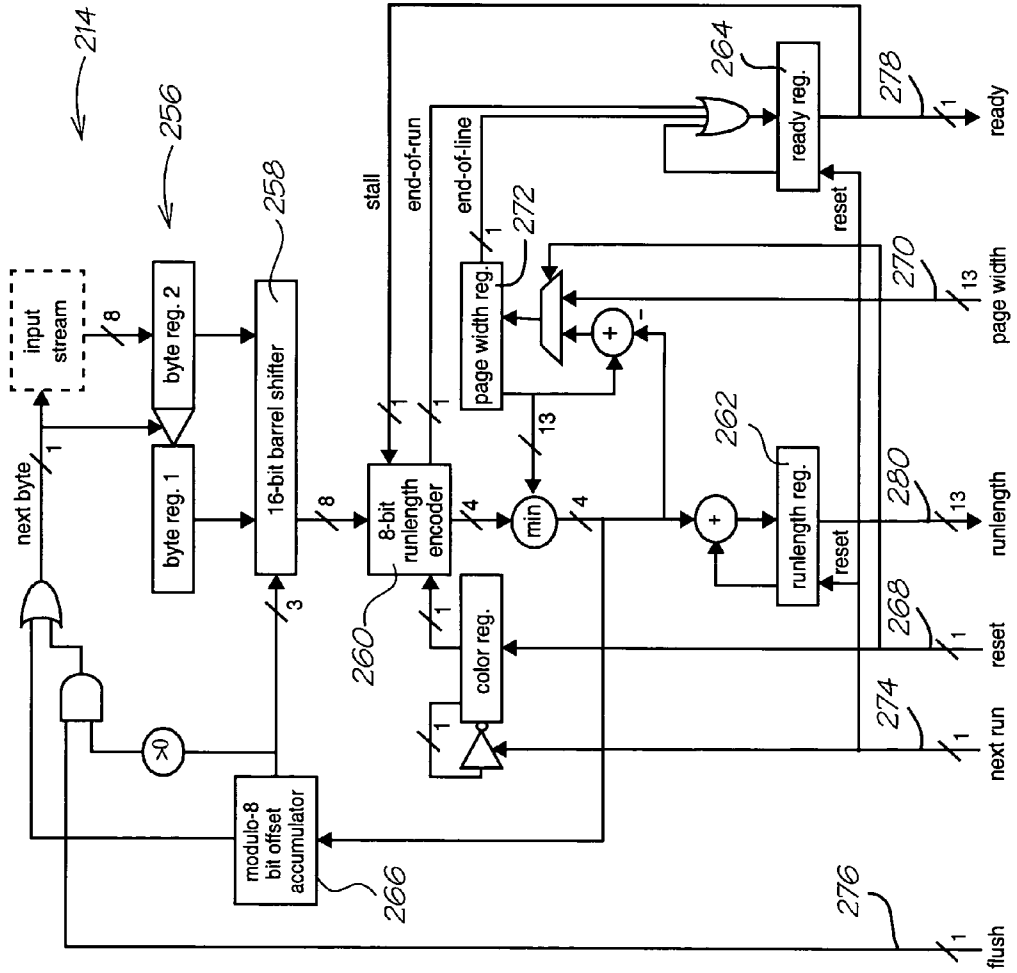 214
256
input
stream
next byte
1
8
byte reg. 1
byte reg. 2
258
16-bit barrel shifter
3
8
>0
modulo-8
bit offset
accumulator
266
stall
end-of-run
end-of-line
1
1
1
8-bit
runlength
encoder
260
1
color reg.
1
4
min
4
13
page width reg.
272
+
-
264
ready reg.
reset
262
+
runlength reg.
reset
276
1
flush
274
1
next run
268
1
reset
280
13
runlength
270
13
page width
278
1
ready